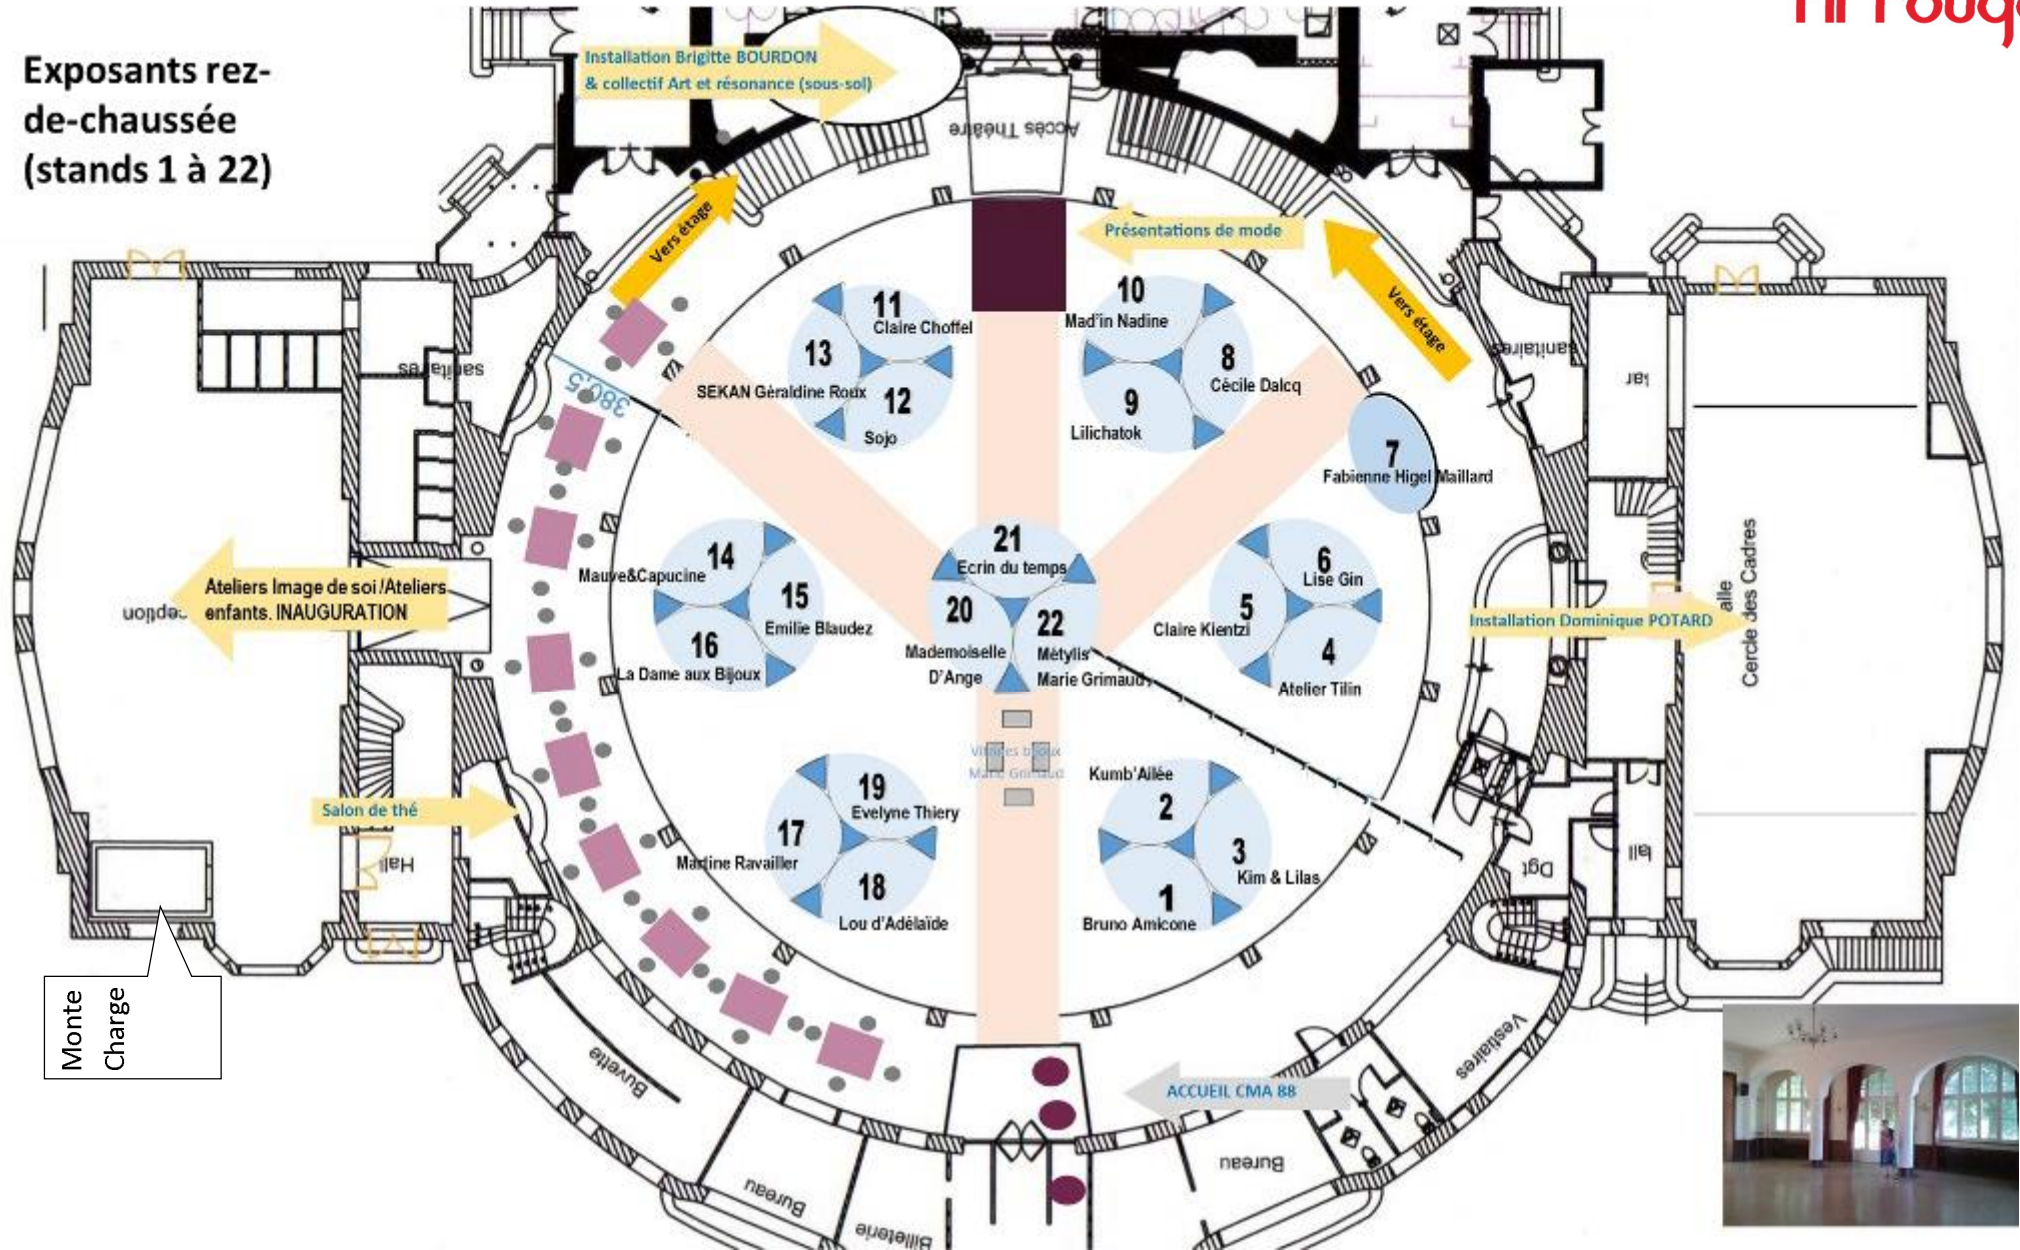 Exposants rez-
de-chaussée
(stands 1 à 22)
Installation Brigitte BOURDON
& collectif Art et résonance (sous-sol)
Accès Théâtre
Vers étage
Présentations de mode
Vers étage
11
Claire Choffel
13
SEKAN Géraldine Roux
12
Sojo
10
Mad'in Nadine
8
Cécile Dalcq
9
Lilichatok
7
Fabienne Higel Maillard
sanitaires
sanitaires
380,5
14
Mauve&Capucine
15
Emilie Blaudez
16
La Dame aux Bijoux
21
Ecrin du temps
20
Mademoiselle
D'Ange
22
Métylis
Marie Grimaud
6
Lise Gin
5
Claire Kientzi
4
Atelier Tilin
Ateliers Image de soi /Ateliers
enfants. INAUGURATION
Installation Dominique POTARD
alle
Cercle des Cadres
Vitrines bijoux
Marie Grimaud
Salon de thé
Hall
19
Evelyne Thiery
17
Martine Ravailler
18
Lou d'Adélaïde
Kumb'Ailée
2
3
Kim & Lilas
1
Bruno Amicone
Dgt
Monte
Charge
Buvette
Vestiaires
ACCUEIL CMA 88
Bureau
Bureau
Billeterie